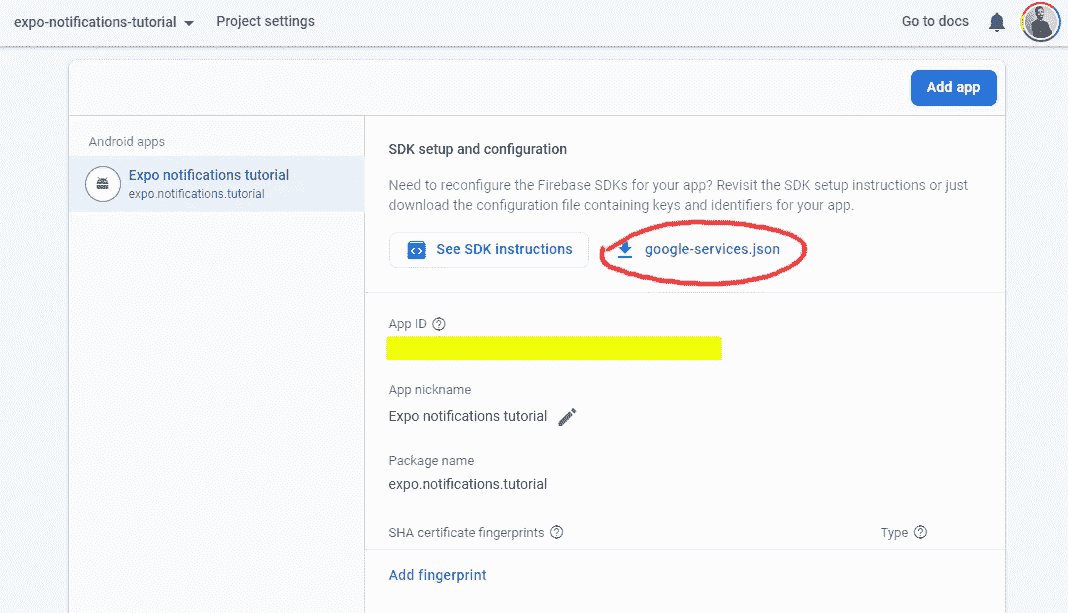 expo-notifications-tutorial Project settings Go to docs
Add app
Android apps
Expo notifications tutorial
expo.notifications.tutorial
SDK setup and configuration
Need to reconfigure the Firebase SDKs for your app? Revisit the SDK setup instructions or just
download the configuration file containing keys and identifiers for your app.
See SDK instructions google-services.json
App ID
App nickname
Expo notifications tutorial
Package name
expo.notifications.tutorial
SHA certificate fingerprints Type
Add fingerprint